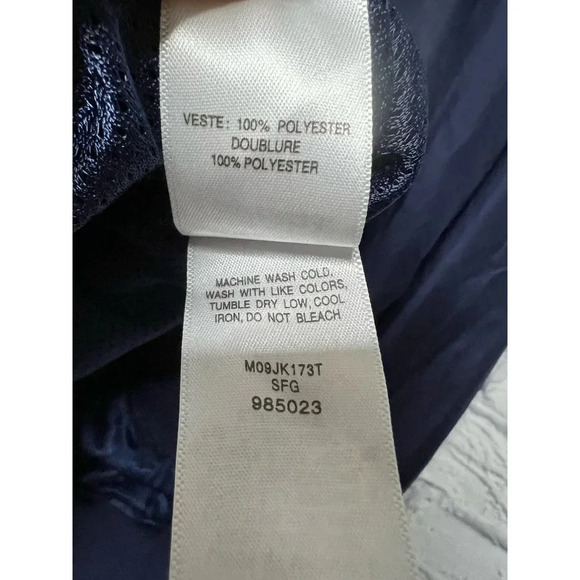 VESTE: 100% POLYESTER
DOUBLURE
100% POLYESTER
MACHINE WASH COLD,
WASH WITH LIKE COLORS,
TUMBLE DRY LOW, COOL
IRON, DO NOT BLEACH
M09JK173T
SFG
985023